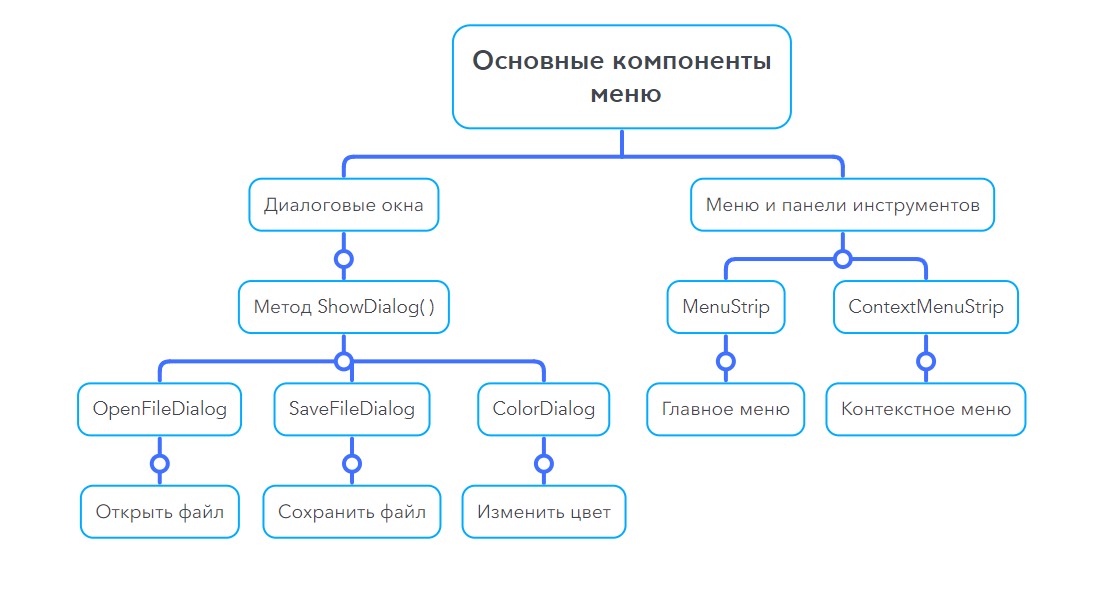 Основные компоненты
меню
Диалоговые окна
Меню и панели инструментов
Метод ShowDialog( )
MenuStrip
ContextMenuStrip
OpenFileDialog
SaveFileDialog
ColorDialog
Главное меню
Контекстное меню
Открыть файл
Сохранить файл
Изменить цвет